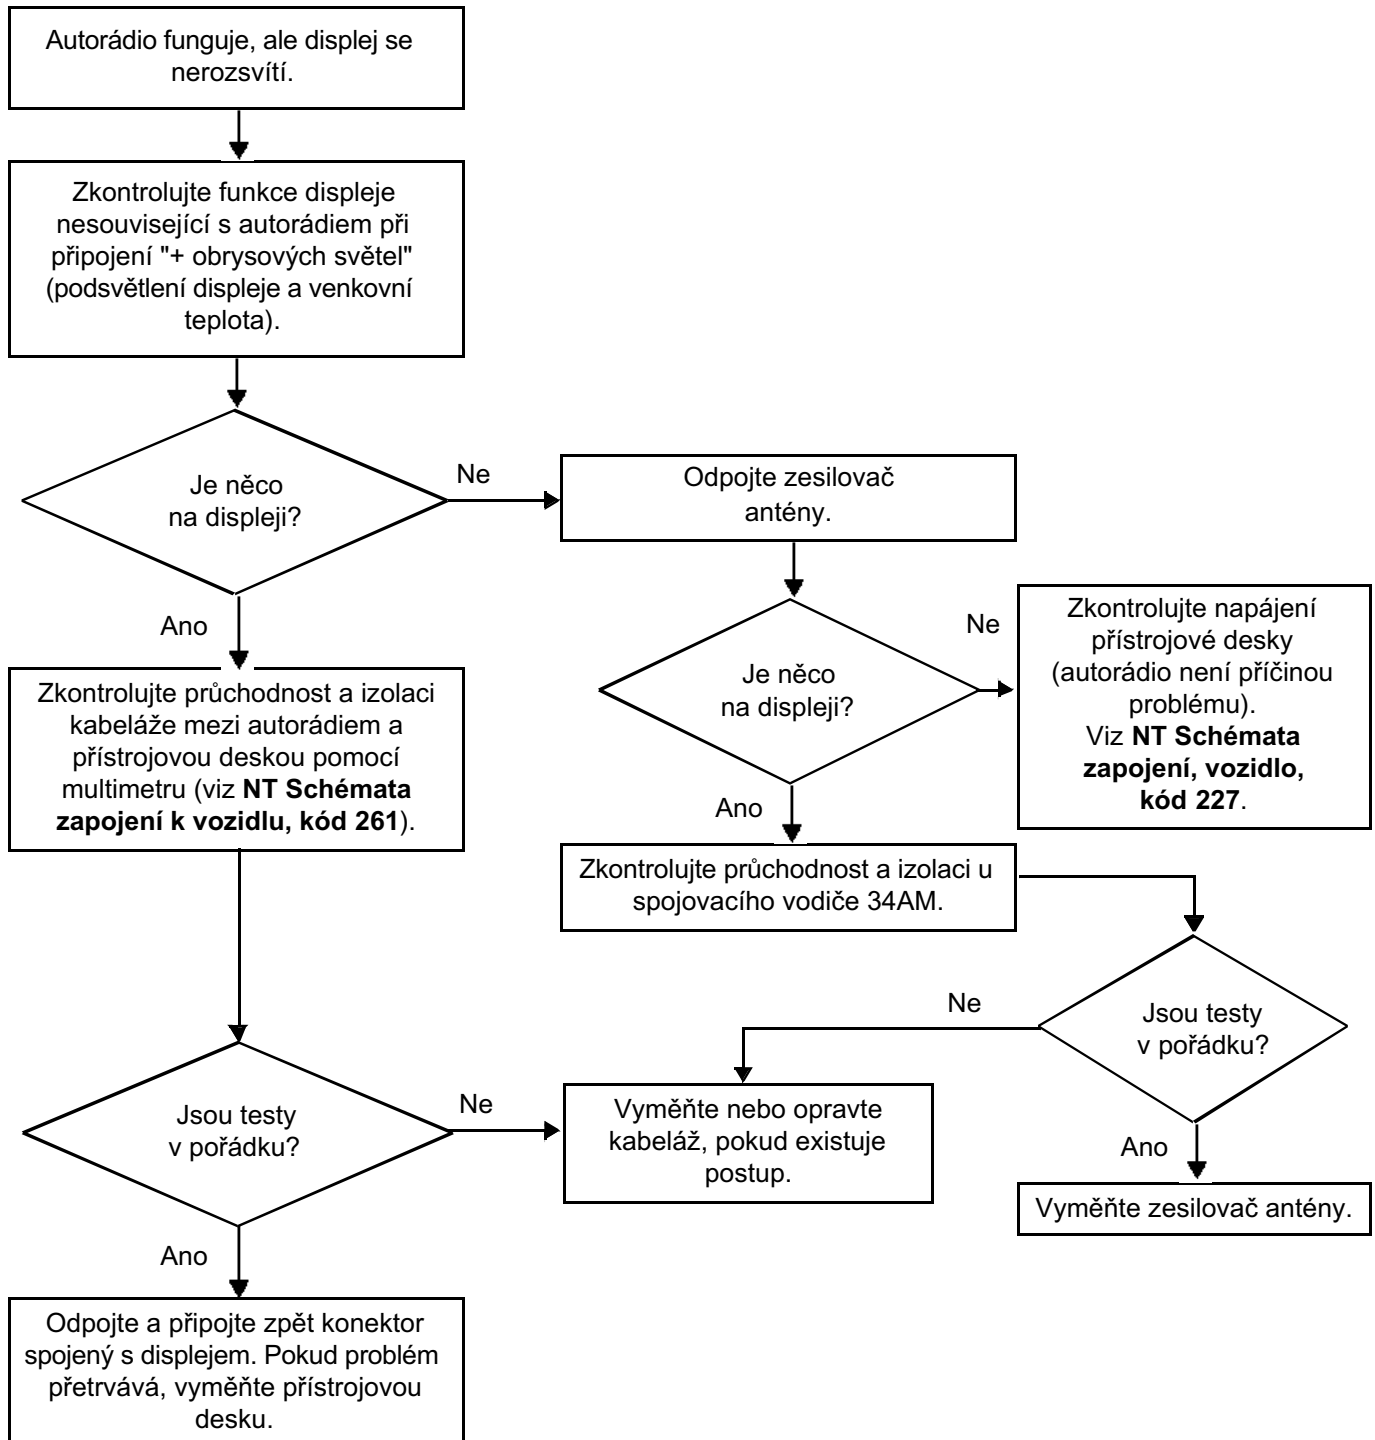 Autorádio funguje, ale displej se
nerozsvítí.
Zkontrolujte funkce displeje
nesouvisející s autorádiem při
připojení "+ obrysových světel"
(podsvětlení displeje a venkovní
teplota).
Je něco
na displeji?
Ne
Odpojte zesilovač
antény.
Ano
Je něco
na displeji?
Ne
Zkontrolujte napájení
přístrojové desky
(autorádio není příčinou
problému).
Viz NT Schémata
zapojení, vozidlo,
kód 227.
Zkontrolujte průchodnost a izolaci
kabeláže mezi autorádiem a
přístrojovou deskou pomocí
multimetru (viz NT Schémata
zapojení k vozidlu, kód 261).
Ano
Zkontrolujte průchodnost a izolaci u
spojovacího vodiče 34AM.
Ne
Jsou testy
v pořádku?
Jsou testy
v pořádku?
Ne
Vyměňte nebo opravte
kabeláž, pokud existuje
postup.
Ano
Vyměňte zesilovač antény.
Ano
Odpojte a připojte zpět konektor
spojený s displejem. Pokud problém
přetrvává, vyměňte přístrojovou
desku.